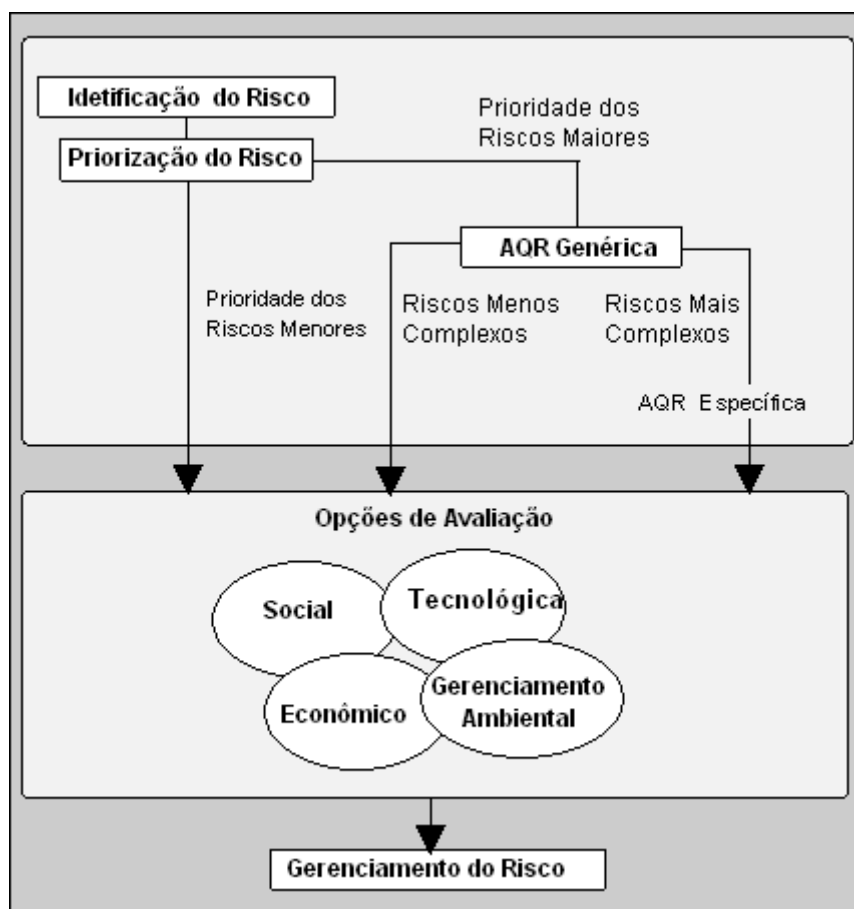 Idetificação do Risco
Prioridade dos
Riscos Maiores
Priorização do Risco
AQR Genérica
Prioridade dos
Riscos Menores
Riscos Menos
Complexos
Riscos Mais
Complexos
AQR Específica
Opções de Avaliação
Social
Tecnológica
Econômico
Gerenciamento
Ambiental
Gerenciamento do Risco